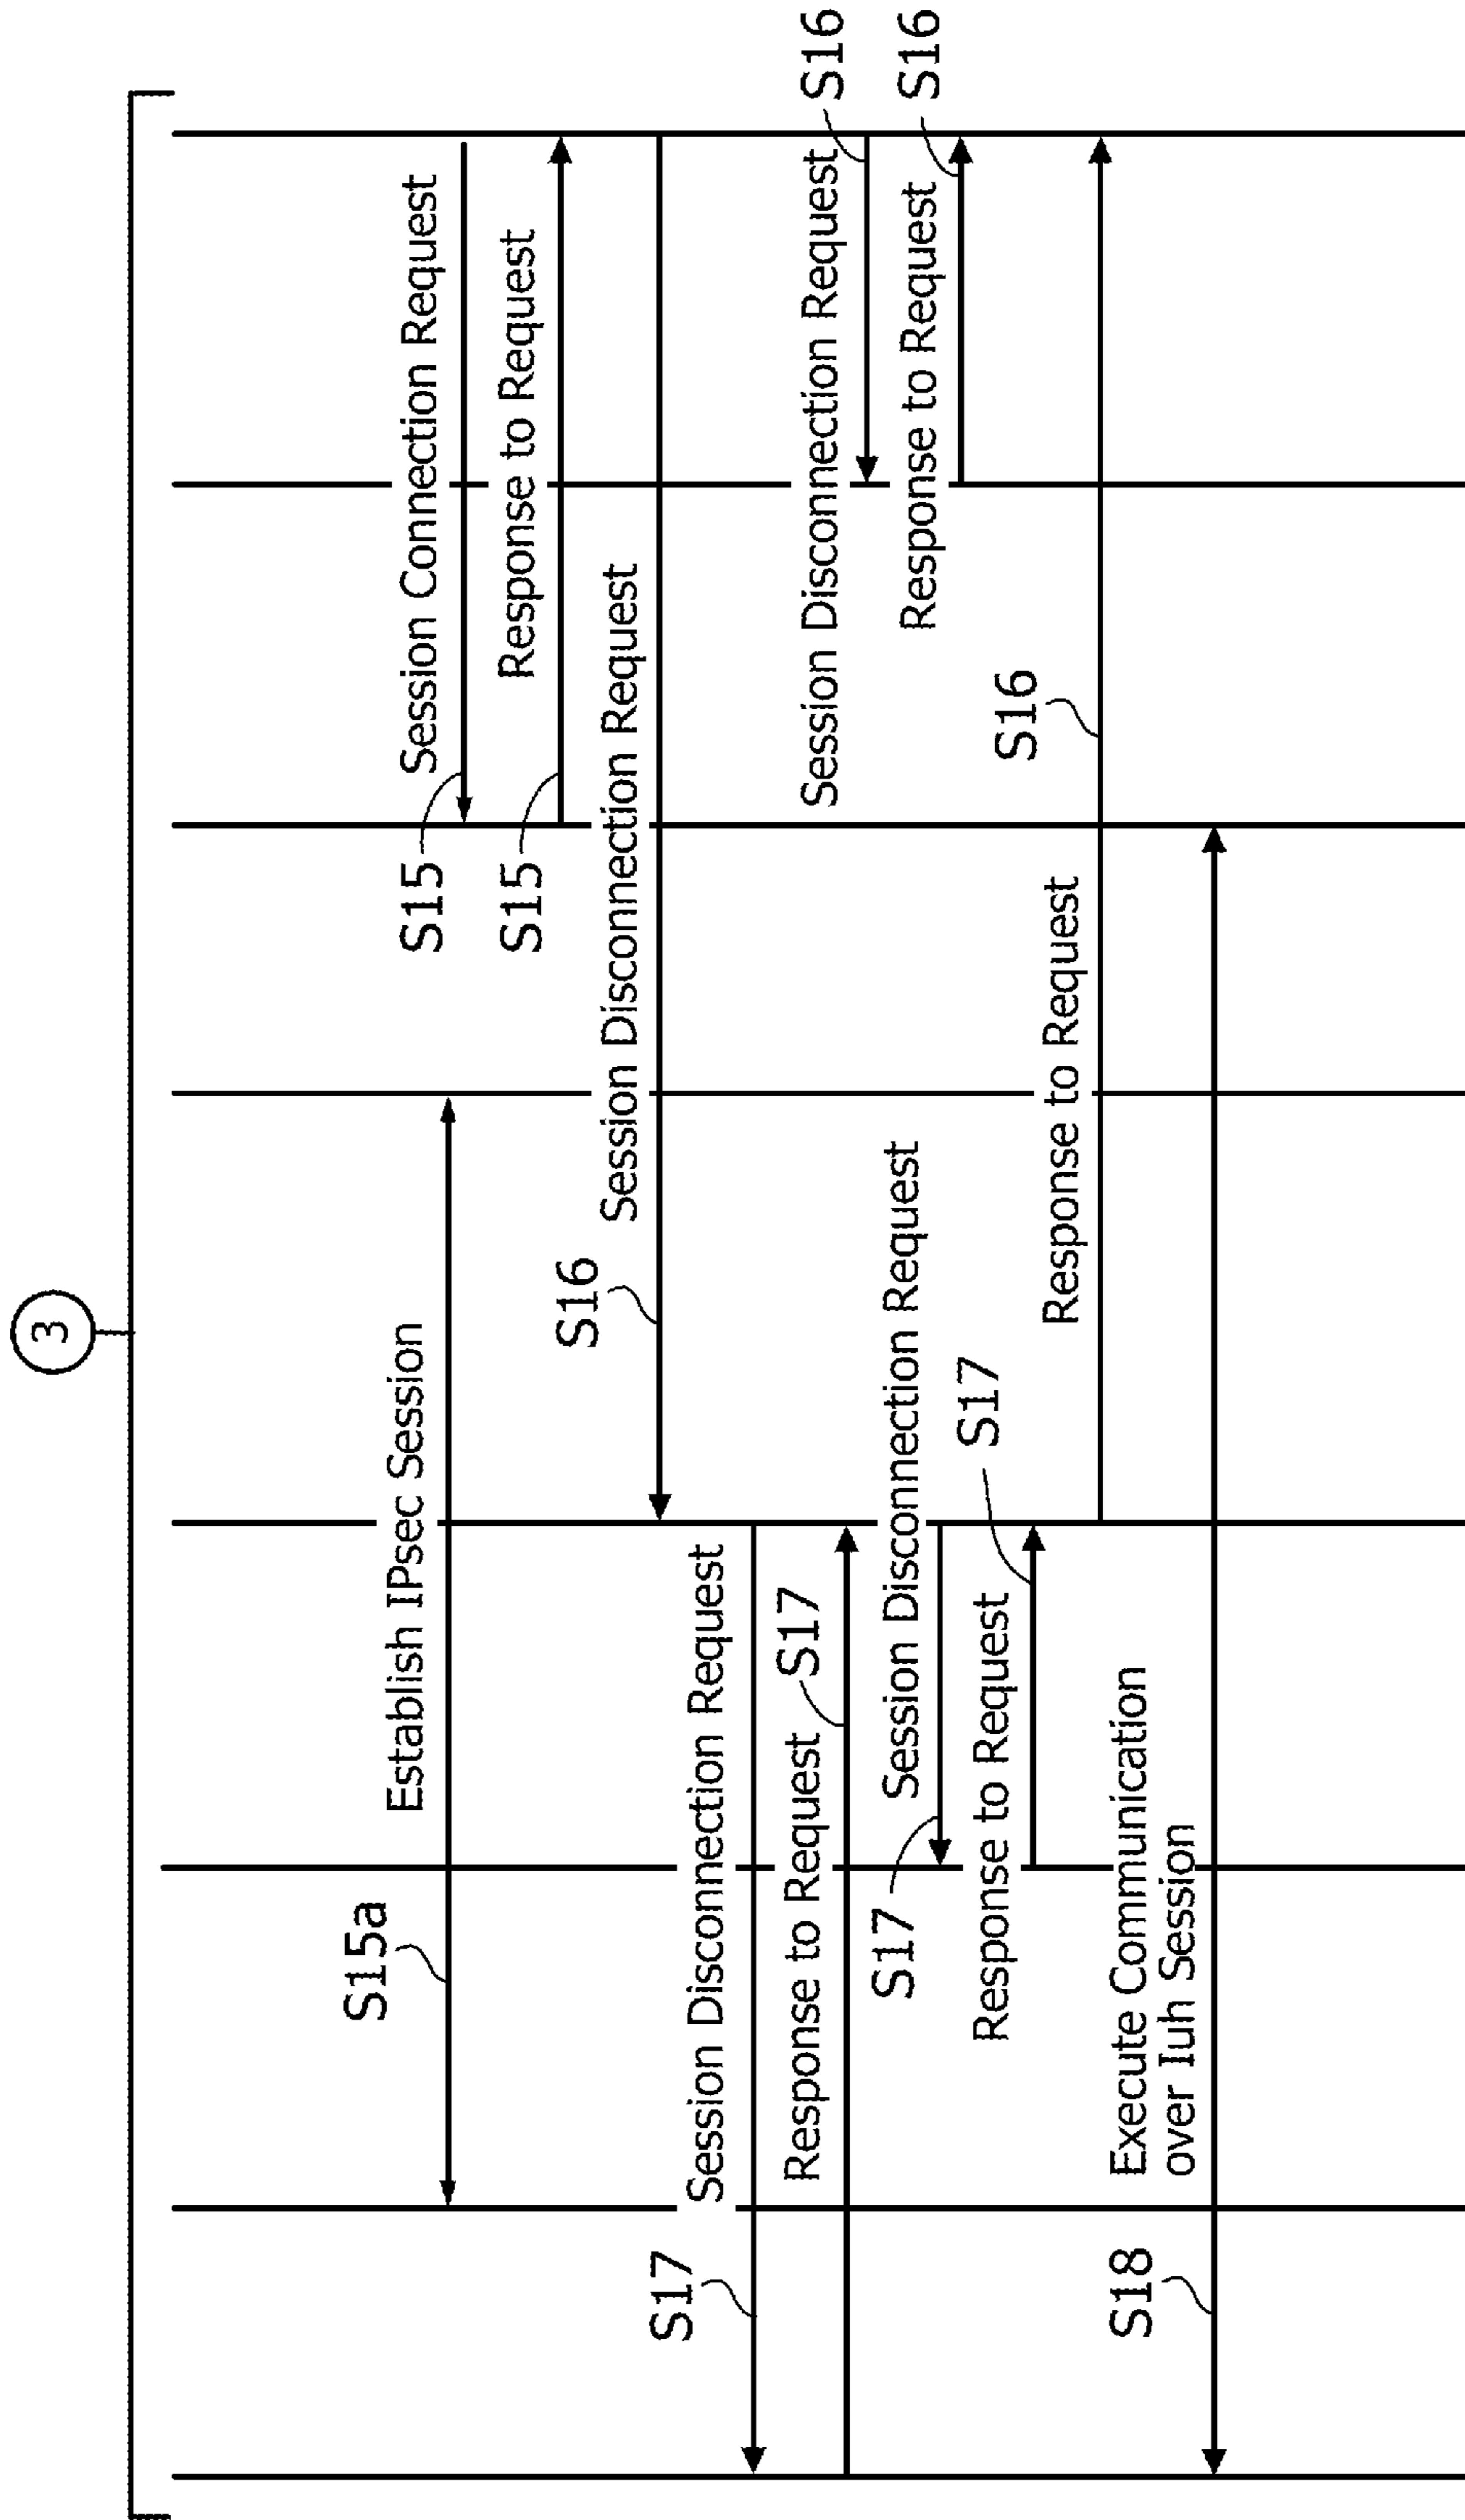 3
S15a
Establish IPsec Session
S15
Session Connection Request
S15
Response to Request
S16
Session Disconnection Request
S17
Session Disconnection Request
S17
Response to Request
Session Disconnection Request
S16
S17
Session Disconnection Request
Response to Request
S16
S17
Response to Request
S16
Response to Request
S18
Execute Communication
over Iuh Session